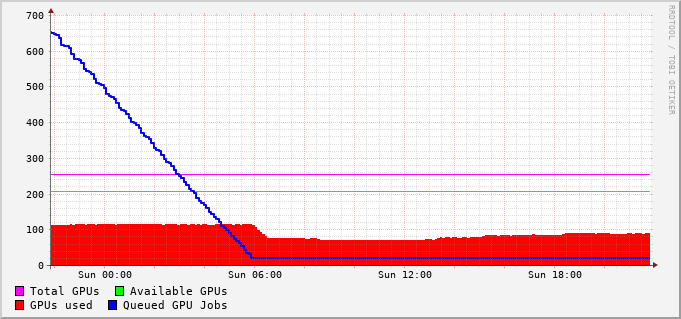 700
600
500
400
300
200
100
0
Sun 00:00 Sun 06:00 Sun 12:00 Sun 18:00
Total GPUs Available GPUs
GPUs used Queued GPU Jobs
RRDTOOL / TOBI OETIKER